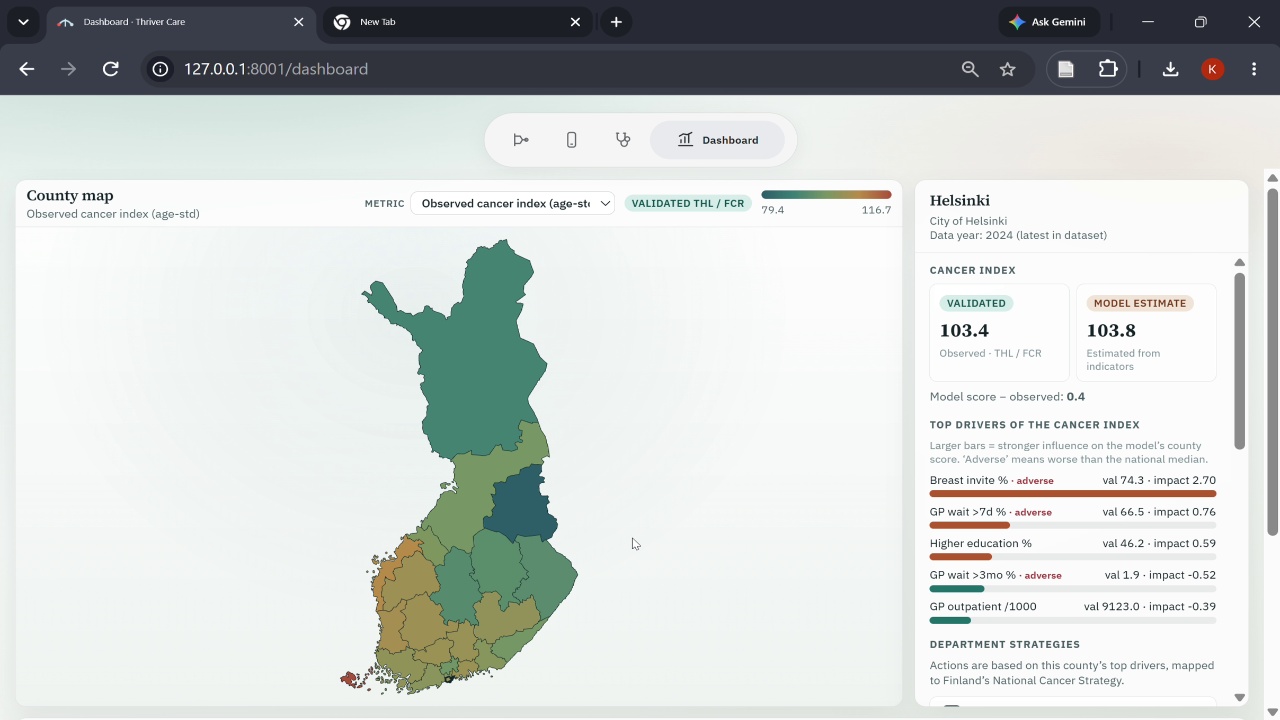 Dashboard · Thriver Care
New Tab
Ask Gemini
127.0.0.1:8001/dashboard
K
Dashboard
County map
Observed cancer index (age-std)
METRIC
Observed cancer index (age-st
VALIDATED THL / FCR
79.4 116.7
Helsinki
City of Helsinki
Data year: 2024 (latest in dataset)
CANCER INDEX
VALIDATED
103.4
Observed · THL / FCR
MODEL ESTIMATE
103.8
Estimated from
indicators
Model score – observed: 0.4
TOP DRIVERS OF THE CANCER INDEX
Larger bars = stronger influence on the model's county
score. 'Adverse' means worse than the national median.
Breast invite % · adverse val 74.3 · impact 2.70
GP wait >7d % · adverse val 66.5 · impact 0.76
Higher education % val 46.2 · impact 0.59
GP wait >3mo % · adverse val 1.9 · impact -0.52
GP outpatient /1000 val 9123.0 · impact -0.39
DEPARTMENT STRATEGIES
Actions are based on this county's top drivers, mapped
to Finland's National Cancer Strategy.